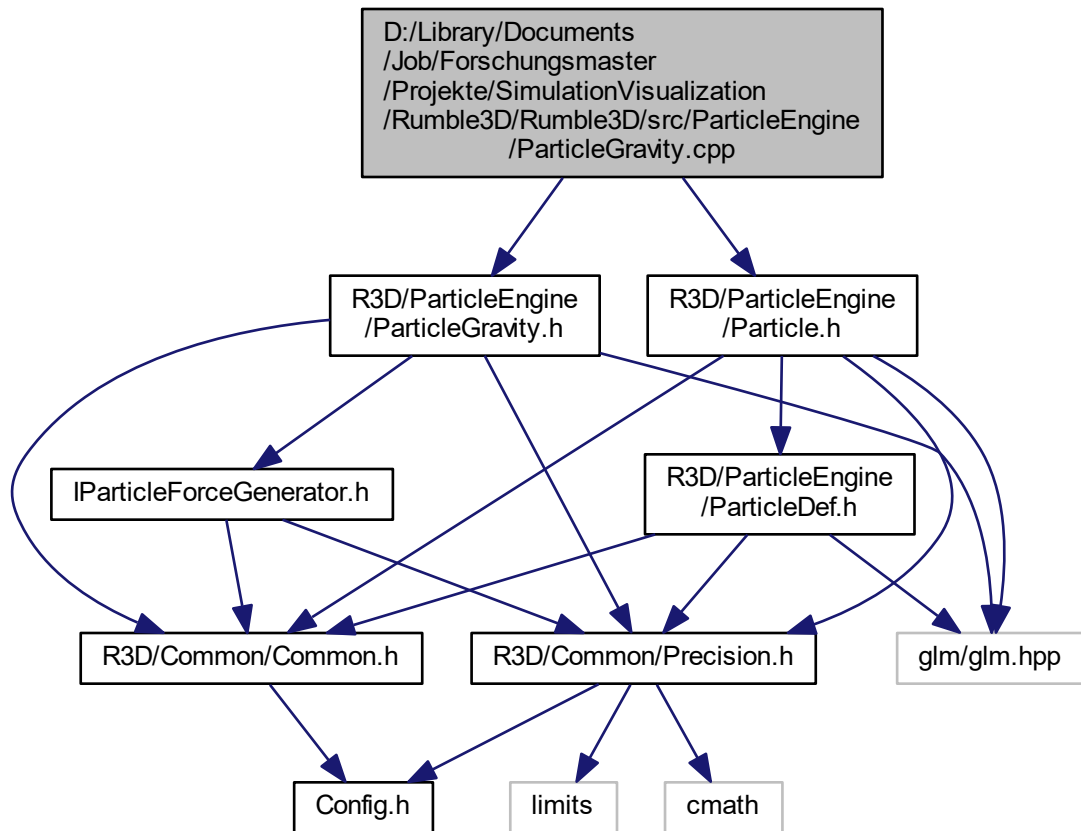 D:/Library/Documents
/Job/Forschungsmaster
/Projekte/SimulationVisualization
/Rumble3D/Rumble3D/src/ParticleEngine
/ParticleGravity.cpp
R3D/ParticleEngine
/ParticleGravity.h
R3D/ParticleEngine
/Particle.h
IParticleForceGenerator.h
R3D/ParticleEngine
/ParticleDef.h
R3D/Common/Common.h
R3D/Common/Precision.h
glm/glm.hpp
Config.h
limits
cmath